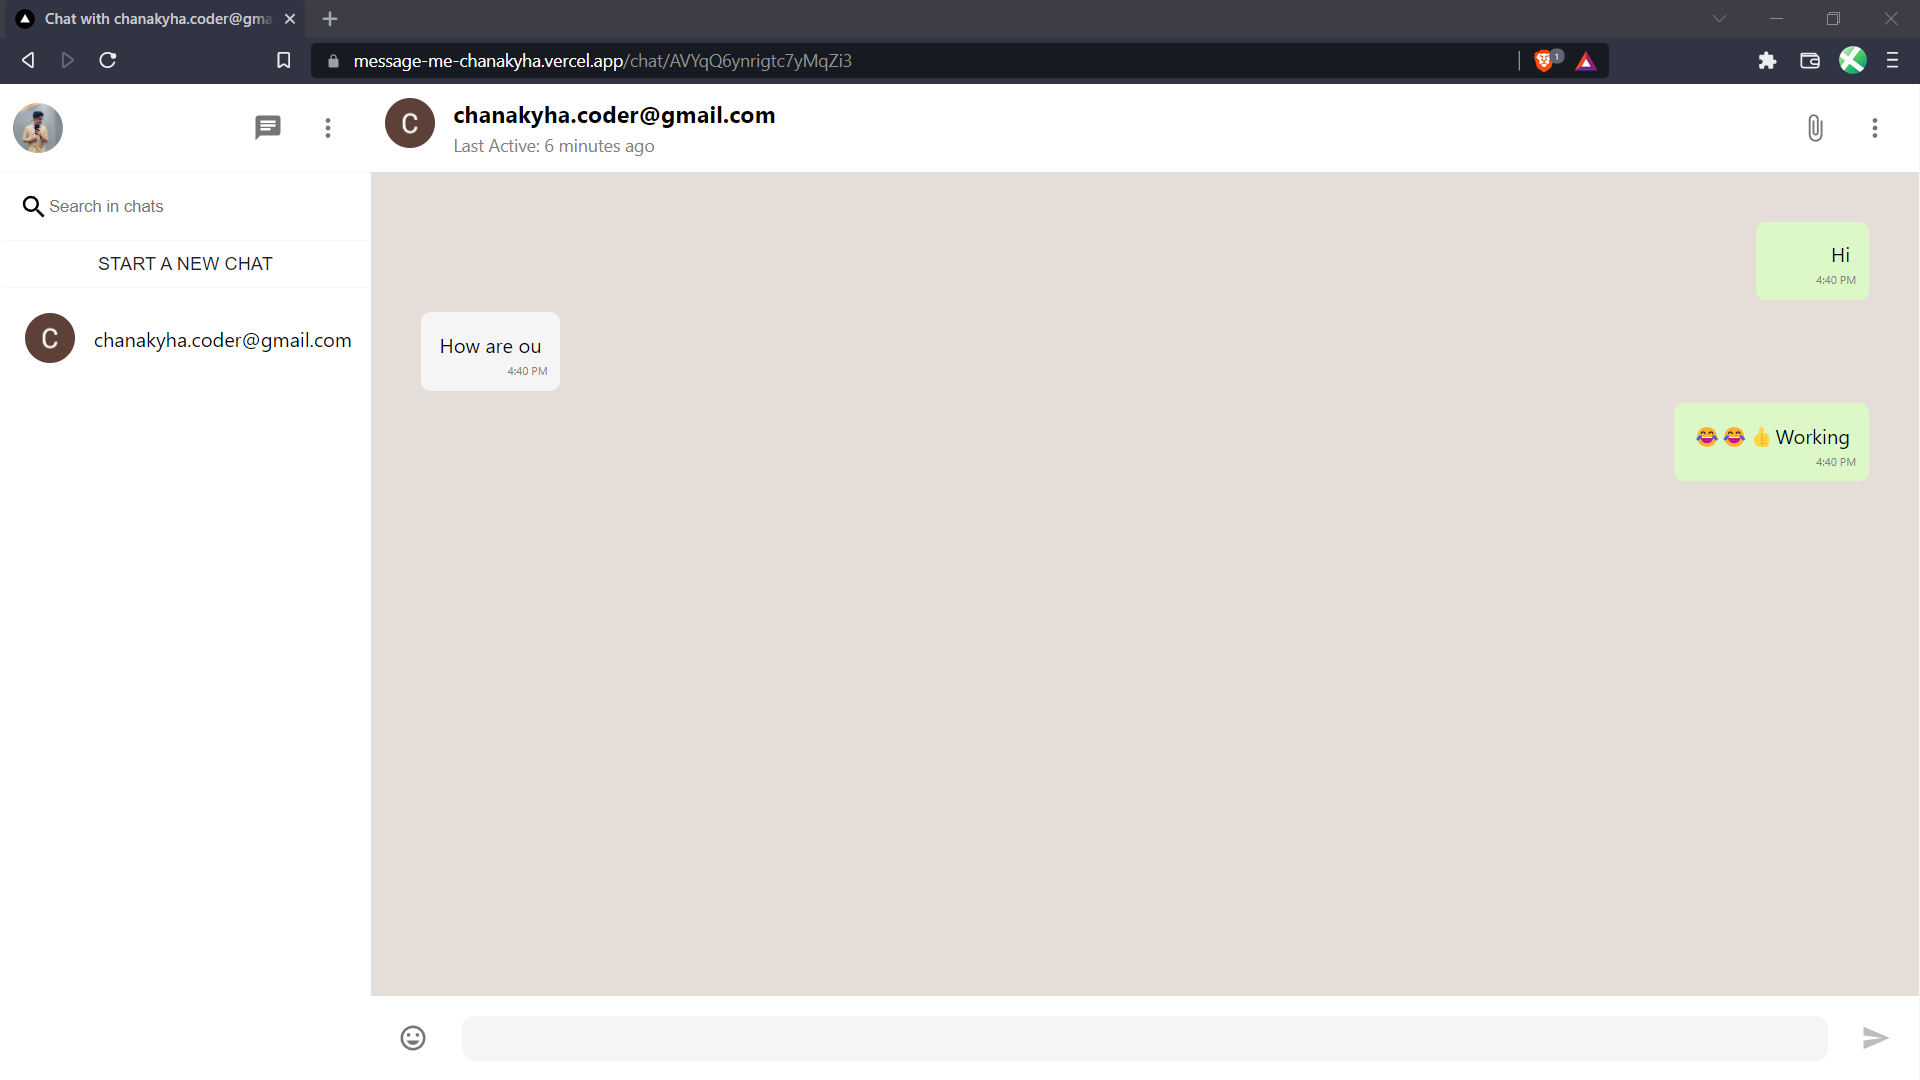 Chat with chanakyha.coder@gma
message-me-chanakyha.vercel.app/chat/AVYqQ6ynrigtc7yMqZi3
1
C
chanakyha.coder@gmail.com
Last Active: 6 minutes ago
Search in chats
START A NEW CHAT
C
chanakyha.coder@gmail.com
Hi
4:40 PM
How are ou
4:40 PM
😂😂👍Working
4:40 PM